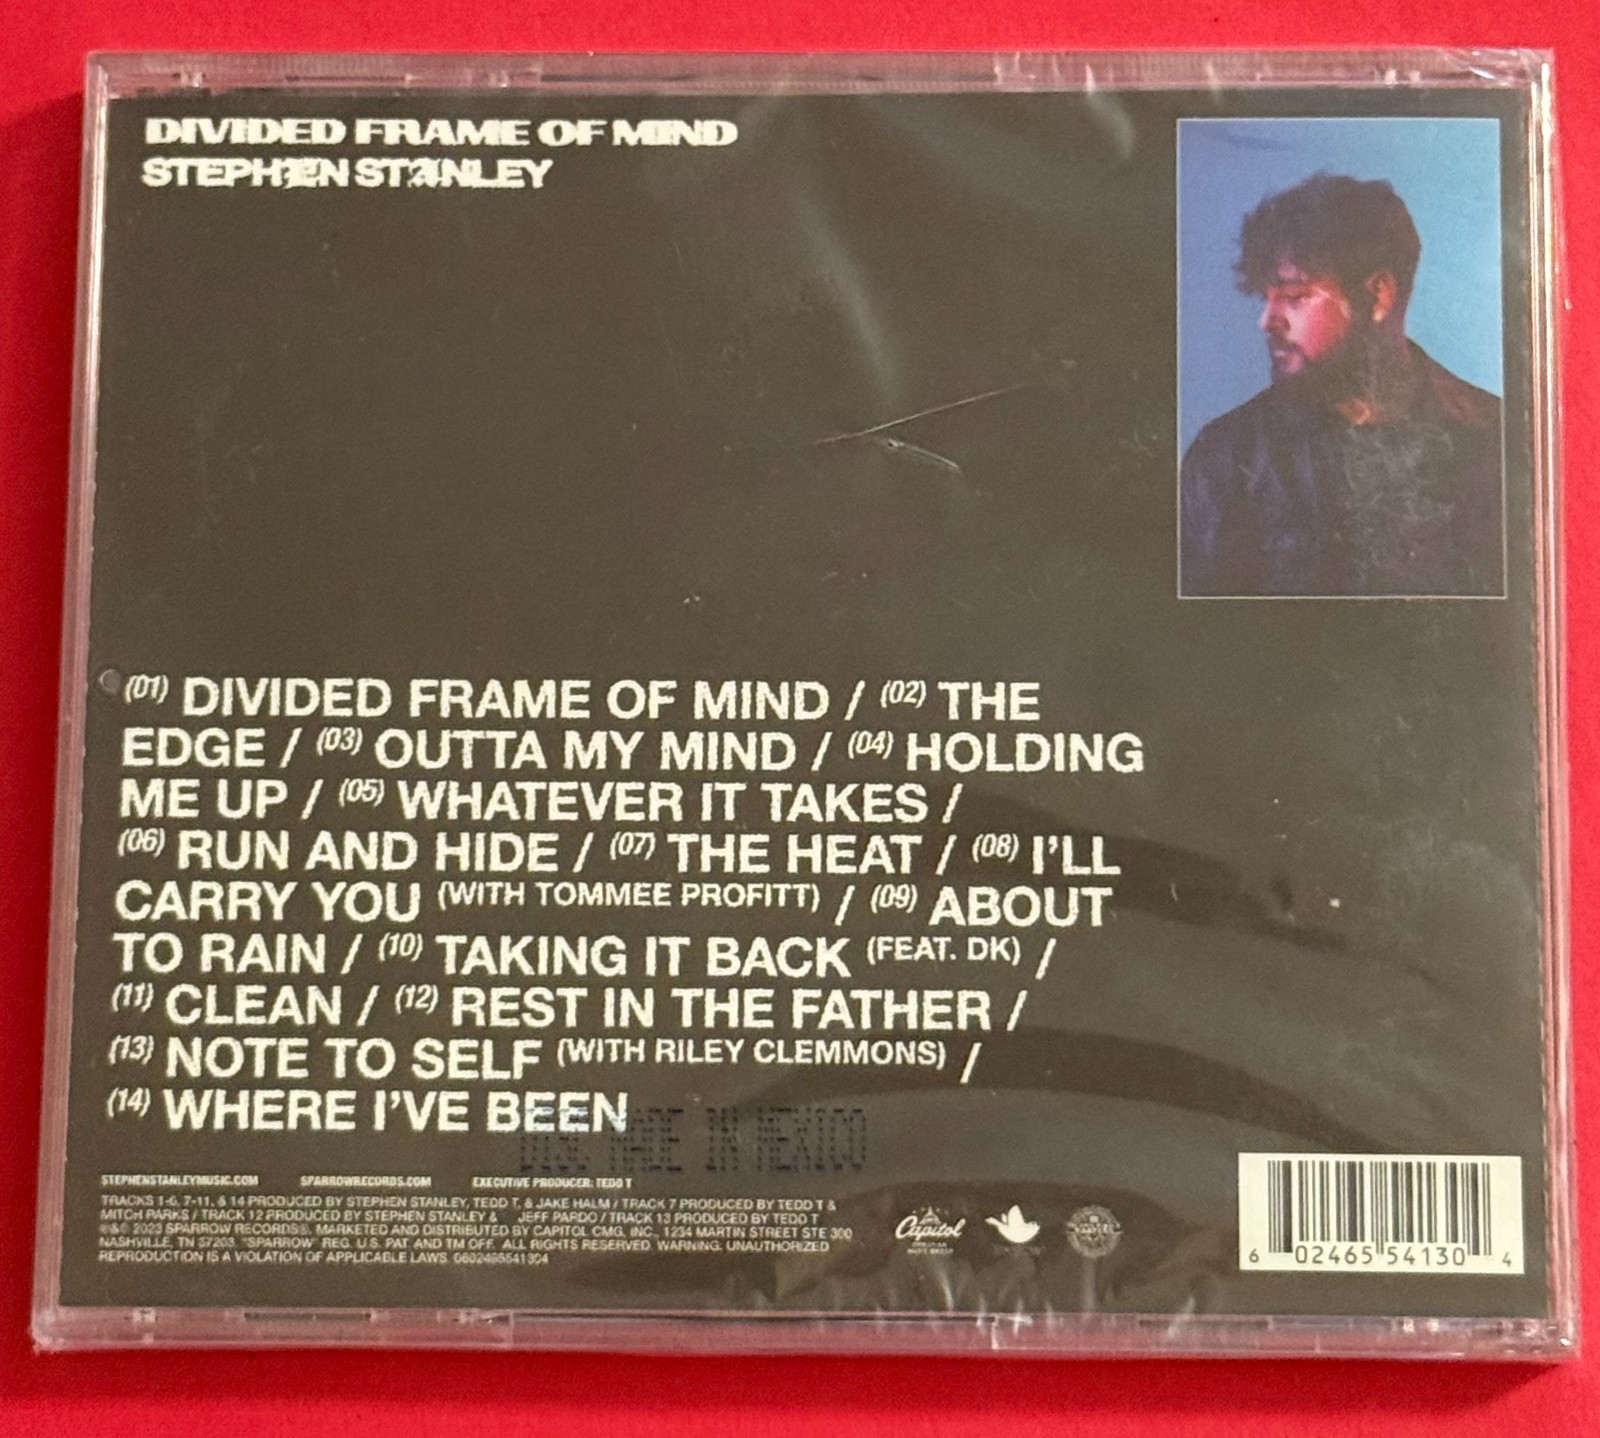 DIVIDED FRAME OF MIND
STEPHEN STANLEY
(01) DIVIDED FRAME OF MIND / (02) THE
EDGE / (03) OUTTA MY MIND / (04) HOLDING
ME UP / (05) WHATEVER IT TAKES /
(06) RUN AND HIDE / (07) THE HEAT / (08) I'LL
CARRY YOU (WITH TOMMEE PROFITT) / (09) ABOUT
TO RAIN / (10) TAKING IT BACK (FEAT. DK) /
(11) CLEAN / (12) REST IN THE FATHER /
(13) NOTE TO SELF (WITH RILEY CLEMMONS) /
(14) WHERE I'VE BEEN
DISC MADE IN MEXICO
STEPHENSTANLEYMUSIC.COM SPARROWRECORDS.COM EXECUTIVE PRODUCER: TEDD T
TRACKS 1-6, 7-11, & 14 PRODUCED BY STEPHEN STANLEY, TEDD T, & JAKE HALM / TRACK 7 PRODUCED BY TEDD T &
MITCH PARKS / TRACK 12 PRODUCED BY STEPHEN STANLEY & JEFF PARDO / TRACK 13 PRODUCED BY TEDD T
℗&© 2023 SPARROW RECORDS®. MARKETED AND DISTRIBUTED BY CAPITOL CMG, INC., 1234 MARTIN STREET STE 300
NASHVILLE, TN 37203. "SPARROW" REG. U.S. PAT. AND TM OFF. ALL RIGHTS RESERVED. WARNING: UNAUTHORIZED
REPRODUCTION IS A VIOLATION OF APPLICABLE LAWS. 0602465541304
Capitol
6 02465 54130 4